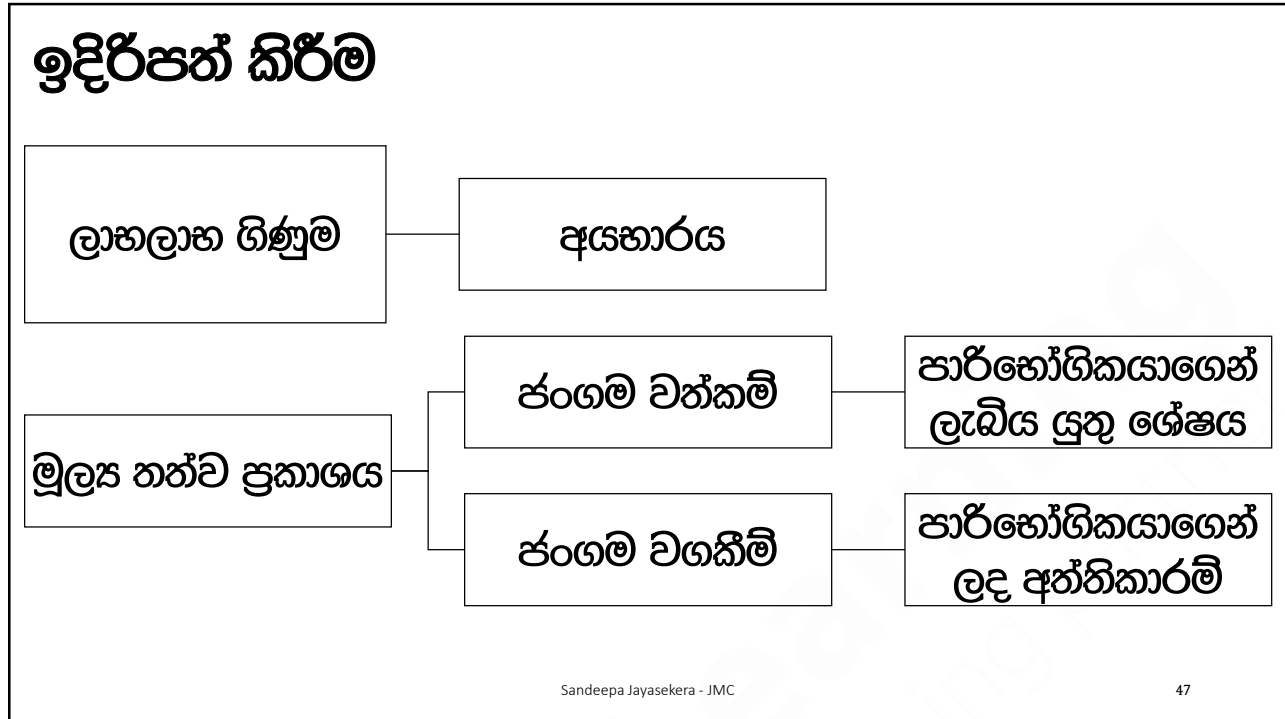 ඉදිරිපත් කිරීම
ලාභලාභ ගිණුම
අයභාරය
මූල්‍ය තත්ව ප්‍රකාශය
ජංගම වත්කම්
පාරිභෝගිකයාගෙන්
ලැබිය යුතු ශේෂය
ජංගම වගකීම්
පාරිභෝගිකයාගෙන්
ලද අත්තිකාරම්
Sandeepa Jayasekera - JMC
47